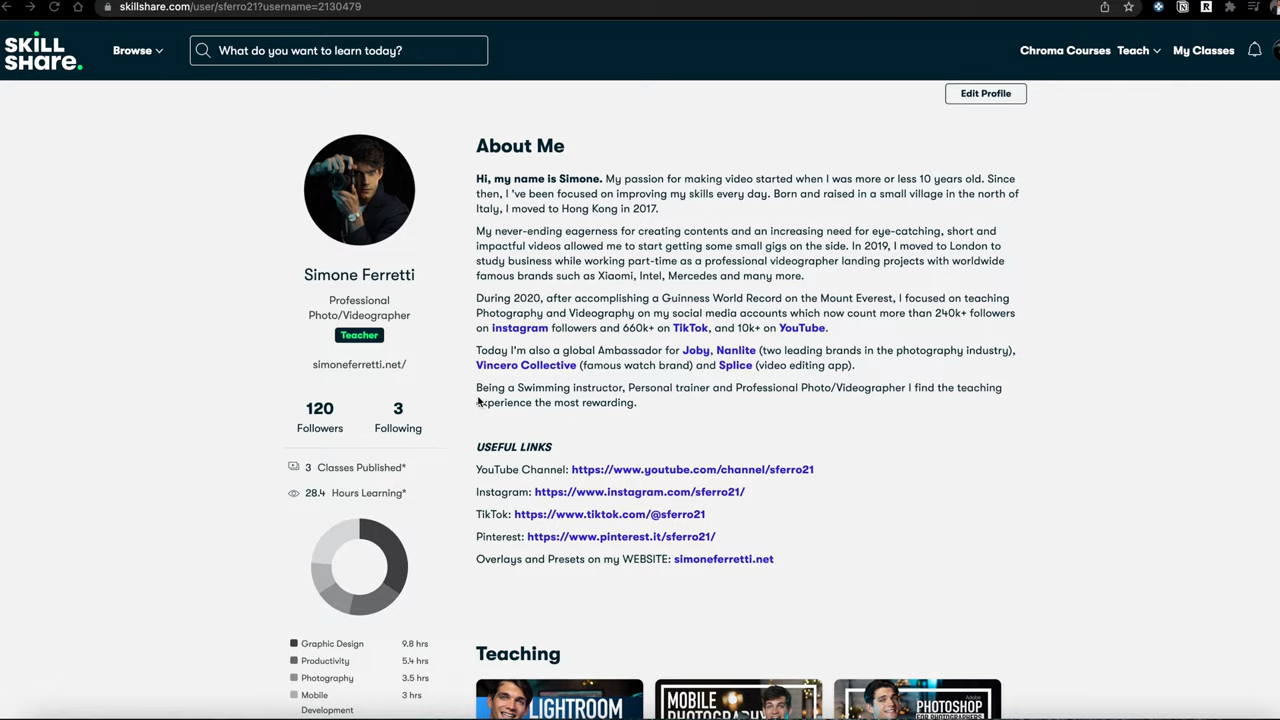 skillshare.com/user/sferro21?username=2130479
SKILL
SHARE.
Browse
What do you want to learn today?
Chroma Courses
Teach
My Classes
Edit Profile
Simone Ferretti
Professional
Photo/Videographer
Teacher
simoneferretti.net/
120
3
Followers
Following
3 Classes Published*
28.4 Hours Learning*
Graphic Design 9.8 hrs
Productivity 5.4 hrs
Photography 3.5 hrs
Mobile 3 hrs
Development
About Me
Hi, my name is Simone. My passion for making video started when I was more or less 10 years old. Since
then, I 've been focused on improving my skills every day. Born and raised in a small village in the north of
Italy, I moved to Hong Kong in 2017.
My never-ending eagerness for creating contents and an increasing need for eye-catching, short and
impactful videos allowed me to start getting some small gigs on the side. In 2019, I moved to London to
study business while working part-time as a professional videographer landing projects with worldwide
famous brands such as Xiaomi, Intel, Mercedes and many more.
During 2020, after accomplishing a Guinness World Record on the Mount Everest, I focused on teaching
Photography and Videography on my social media accounts which now count more than 240k+ followers
on instagram followers and 660k+ on TikTok, and 10k+ on YouTube.
Today I'm also a global Ambassador for Joby, Nanlite (two leading brands in the photography industry),
Vincero Collective (famous watch brand) and Splice (video editing app).
Being a Swimming instructor, Personal trainer and Professional Photo/Videographer I find the teaching
experience the most rewarding.
USEFUL LINKS
YouTube Channel: https://www.youtube.com/channel/sferro21
Instagram: https://www.instagram.com/sferro21/
TikTok: https://www.tiktok.com/@sferro21
Pinterest: https://www.pinterest.it/sferro21/
Overlays and Presets on my WEBSITE: simoneferretti.net
Teaching
LIGHTROOM
MOBILE
PHOTOGRAPHY
Adobe
PHOTOSHOP
FOR PHOTOGRAPHERS